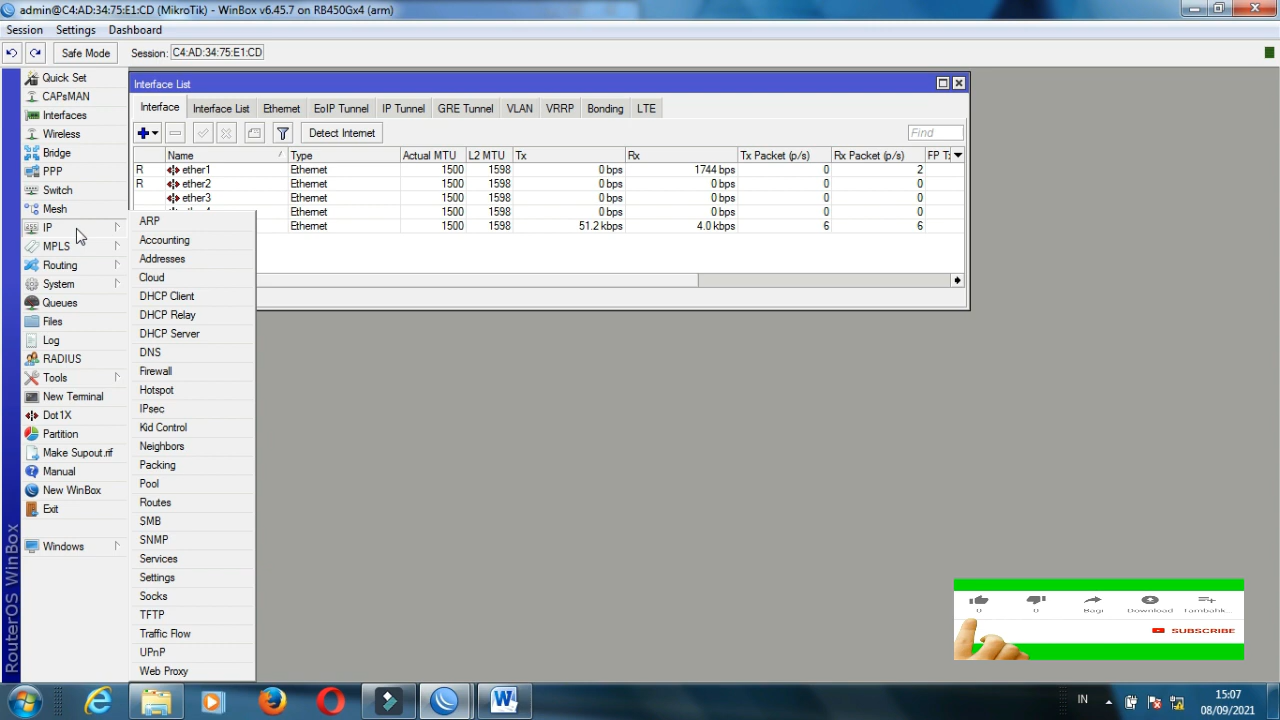 admin@C4:AD:34:75:E1:CD (MikroTik) - WinBox v6.45.7 on RB450Gx4 (arm)
Session Settings Dashboard
Safe Mode Session: C4:AD:34:75:E1:CD
Quick Set
CAPsMAN
Interfaces
Wireless
Bridge
PPP
Switch
Mesh
IP
MPLS
Routing
System
Queues
Files
Log
RADIUS
Tools
New Terminal
Dot1X
Partition
Make Supout.rif
Manual
New WinBox
Exit
Windows
RouterOS WinBox
Interface List
Interface Interface List Ethernet EoIP Tunnel IP Tunnel GRE Tunnel VLAN VRRP Bonding LTE
Detect Internet Find
Name Type Actual MTU L2 MTU Tx Rx Tx Packet (p/s) Rx Packet (p/s) FP T
R ether1 Ethernet 1500 1598 0 bps 1744 bps 0 2
R ether2 Ethernet 1500 1598 0 bps 0 bps 0 0
ether3 Ethernet 1500 1598 0 bps 0 bps 0 0
Ethernet 1500 1598 0 bps 0 bps 0 0
Ethernet 1500 1598 51.2 kbps 4.0 kbps 6 6
ARP
Accounting
Addresses
Cloud
DHCP Client
DHCP Relay
DHCP Server
DNS
Firewall
Hotspot
IPsec
Kid Control
Neighbors
Packing
Pool
Routes
SMB
SNMP
Services
Settings
Socks
TFTP
Traffic Flow
UPnP
Web Proxy
0 0 Bagi Download Tambahk...
SUBSCRIBE
IN
15:07
08/09/2021